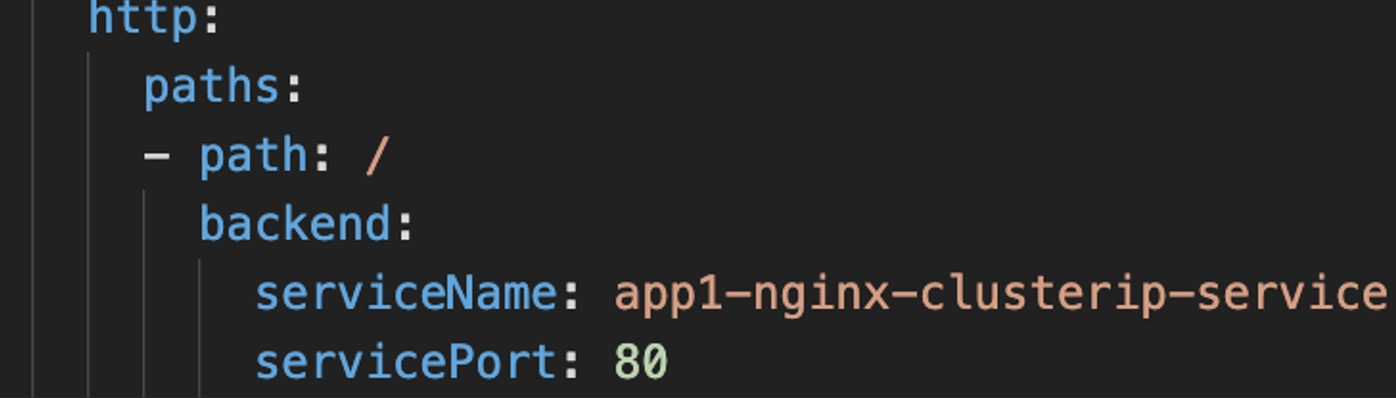 http:
paths:
- path: /
backend:
serviceName: app1-nginx-clusterip-service
servicePort: 80